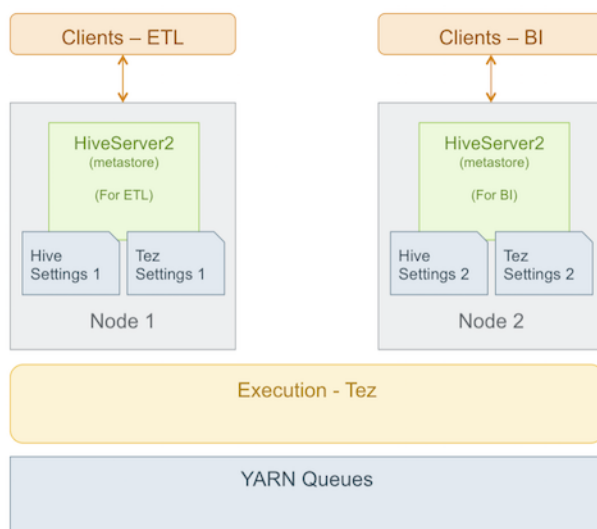 Clients – ETL
Clients – BI
HiveServer2
(metastore)
(For ETL)
Hive
Settings 1
Tez
Settings 1
Node 1
HiveServer2
(metastore)
(For BI)
Hive
Settings 2
Tez
Settings 2
Node 2
Execution - Tez
YARN Queues